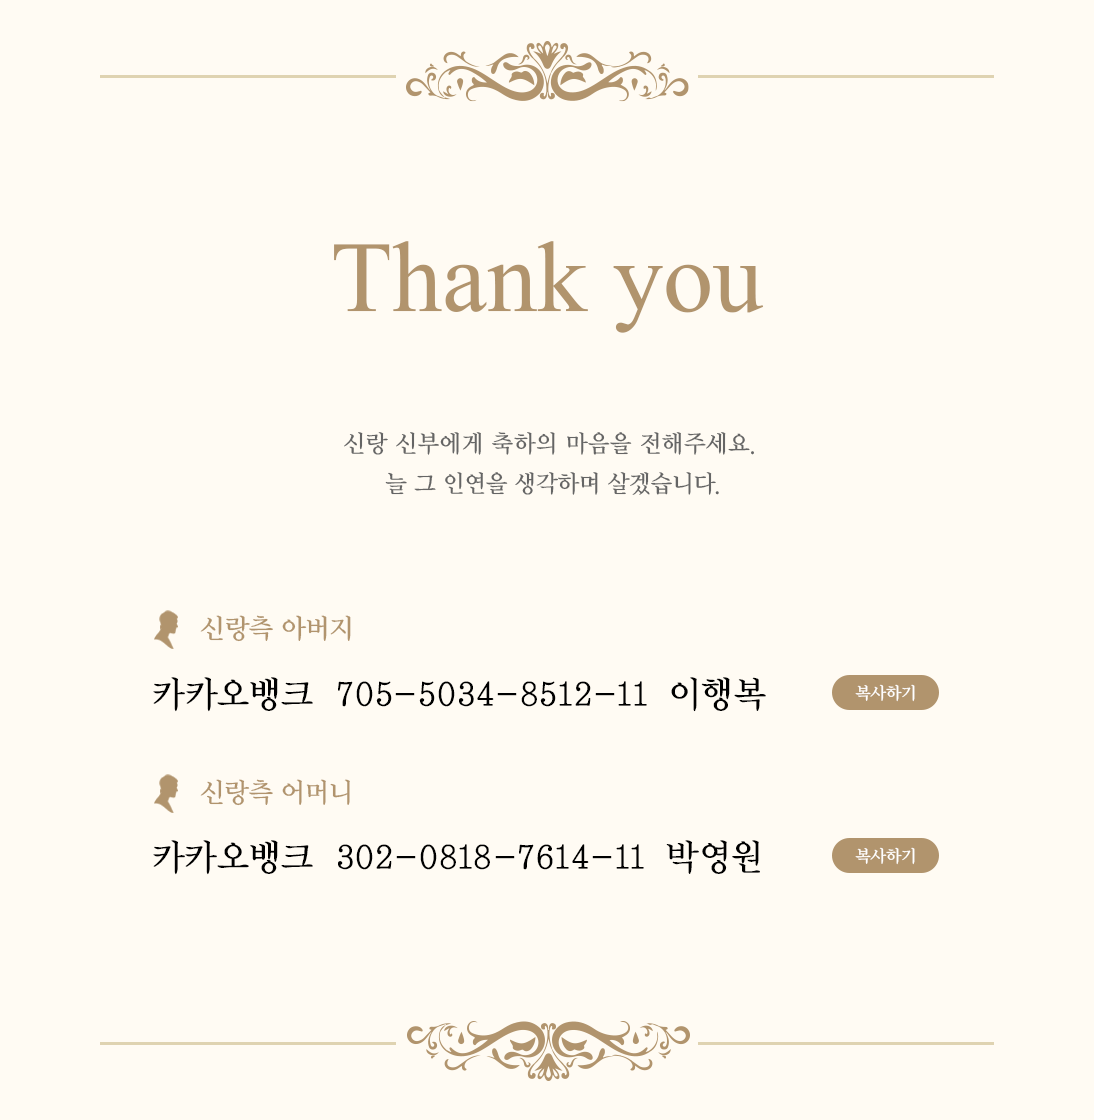 Thank you
신랑 신부에게 축하의 마음을 전해주세요.
늘 그 인연을 생각하며 살겠습니다.
신랑측 아버지
카카오뱅크 705-5034-8512-11 이행복
복사하기
신랑측 어머니
카카오뱅크 302-0818-7614-11 박영원
복사하기